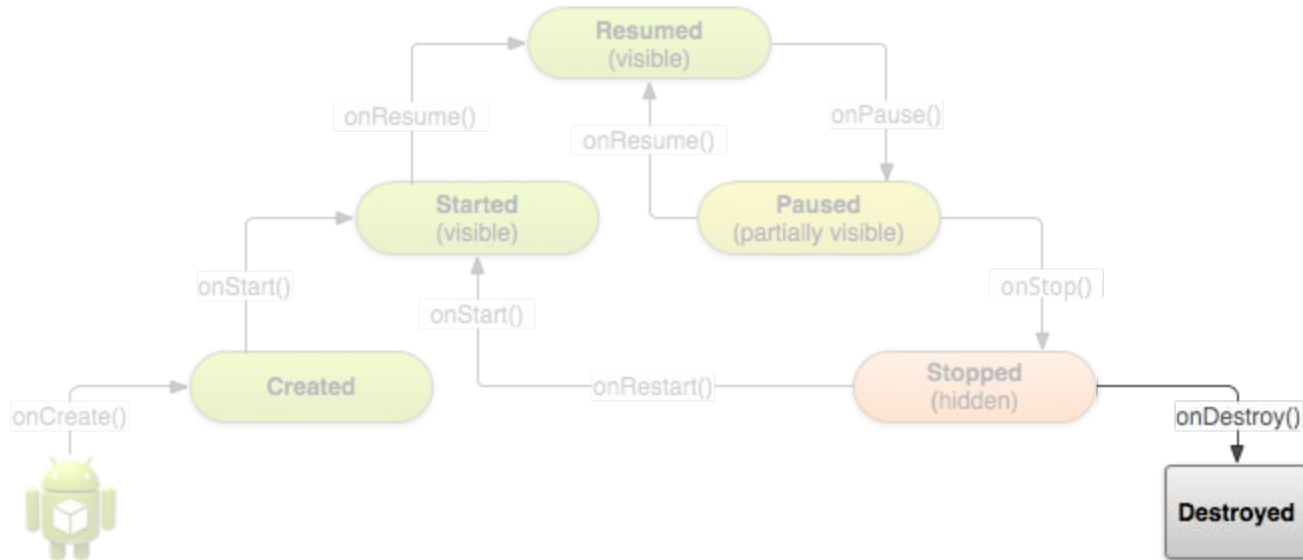 Resumed
(visible)
onResume()
onResume()
onPause()
Started
(visible)
Paused
(partially visible)
onStart()
onStart()
onStop()
Created
onRestart()
Stopped
(hidden)
onCreate()
onDestroy()
Destroyed